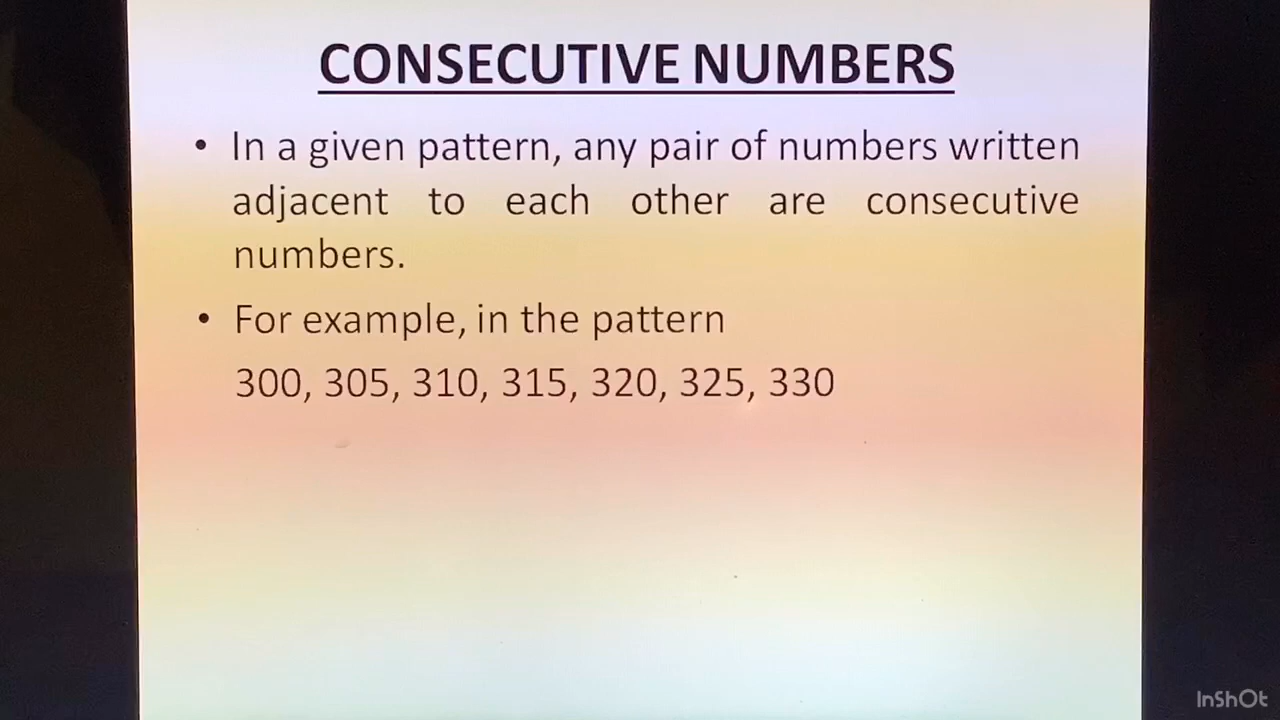 CONSECUTIVE NUMBERS
• In a given pattern, any pair of numbers written
adjacent to each other are consecutive
numbers.
• For example, in the pattern
300, 305, 310, 315, 320, 325, 330
InShOt